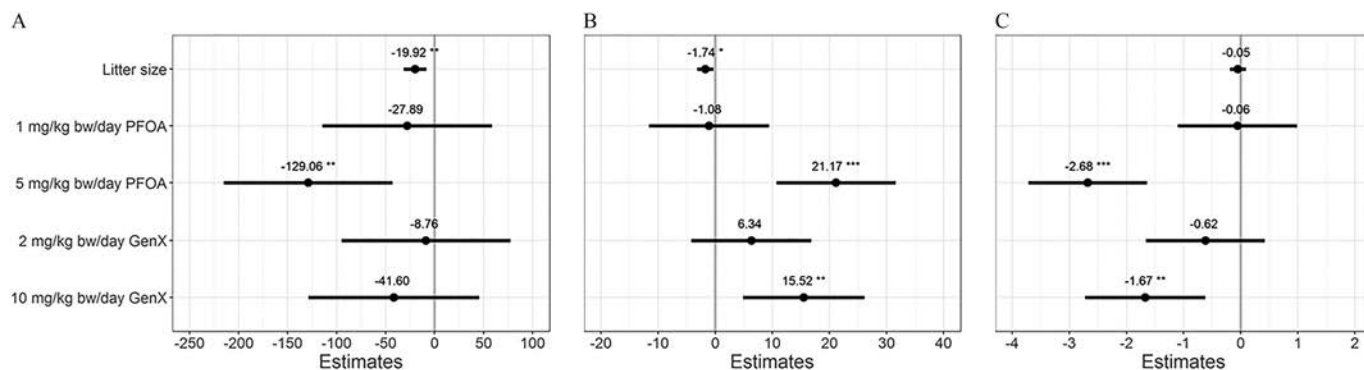 A
B
C
Litter size
1 mg/kg bw/day PFOA
5 mg/kg bw/day PFOA
2 mg/kg bw/day GenX
10 mg/kg bw/day GenX
-19.92 **
-27.89
-129.06 **
-8.76
-41.60
-250 -200 -150 -100 -50 0 50 100
Estimates
-1.74 *
-1.08
21.17 ***
6.34
15.52 **
-20 -10 0 10 20 30 40
Estimates
-0.05
-0.06
-2.68 ***
-0.62
-1.67 **
-4 -3 -2 -1 0 1 2
Estimates